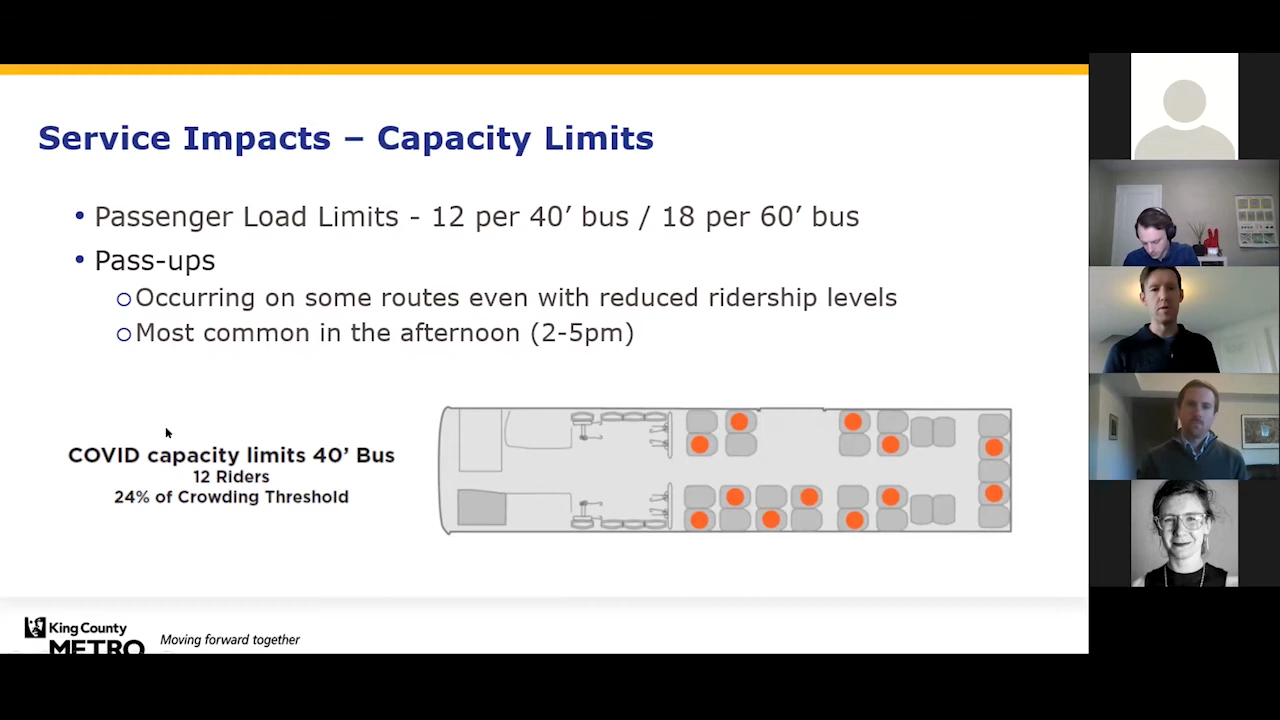 Service Impacts – Capacity Limits
• Passenger Load Limits - 12 per 40’ bus / 18 per 60’ bus
• Pass-ups
○ Occurring on some routes even with reduced ridership levels
○ Most common in the afternoon (2-5pm)
COVID capacity limits 40’ Bus
12 Riders
24% of Crowding Threshold
King County
METRO
Moving forward together